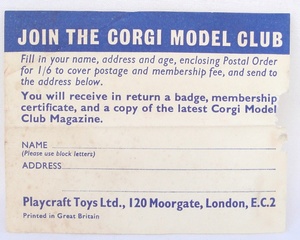 JOIN THE CORGI MODEL CLUB
Fill in your name, address and age, enclosing Postal Order
for 1/6 to cover postage and membership fee, and send to
the address below.
You will receive in return a badge, membership
certificate, and a copy of the latest Corgi Model
Club Magazine.
NAME
(Please use block letters)
ADDRESS
Playcraft Toys Ltd., 120 Moorgate, London, E.C.2
Printed in Great Britain